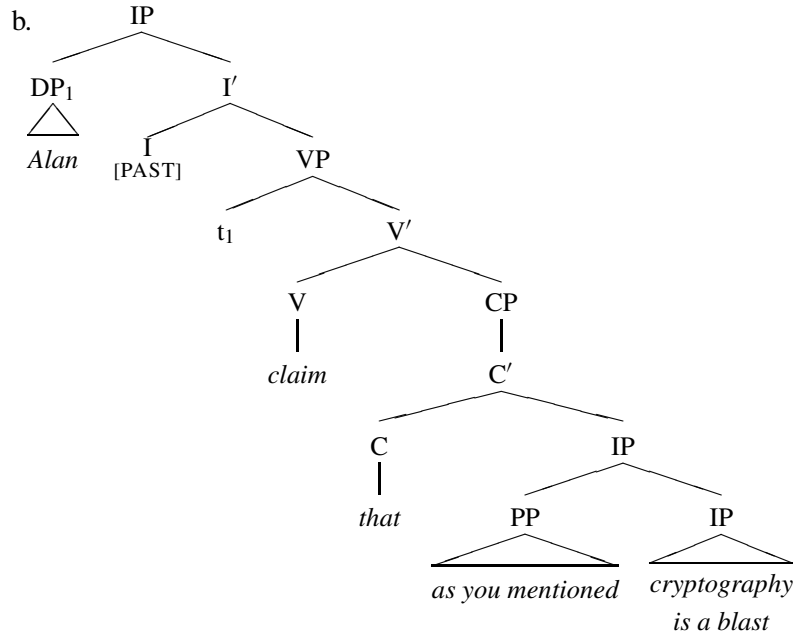 b. IP
DP₁ I′
Alan I VP
[PAST]
t₁ V′
V CP
claim C′
C IP
that PP IP
as you mentioned cryptography
is a blast